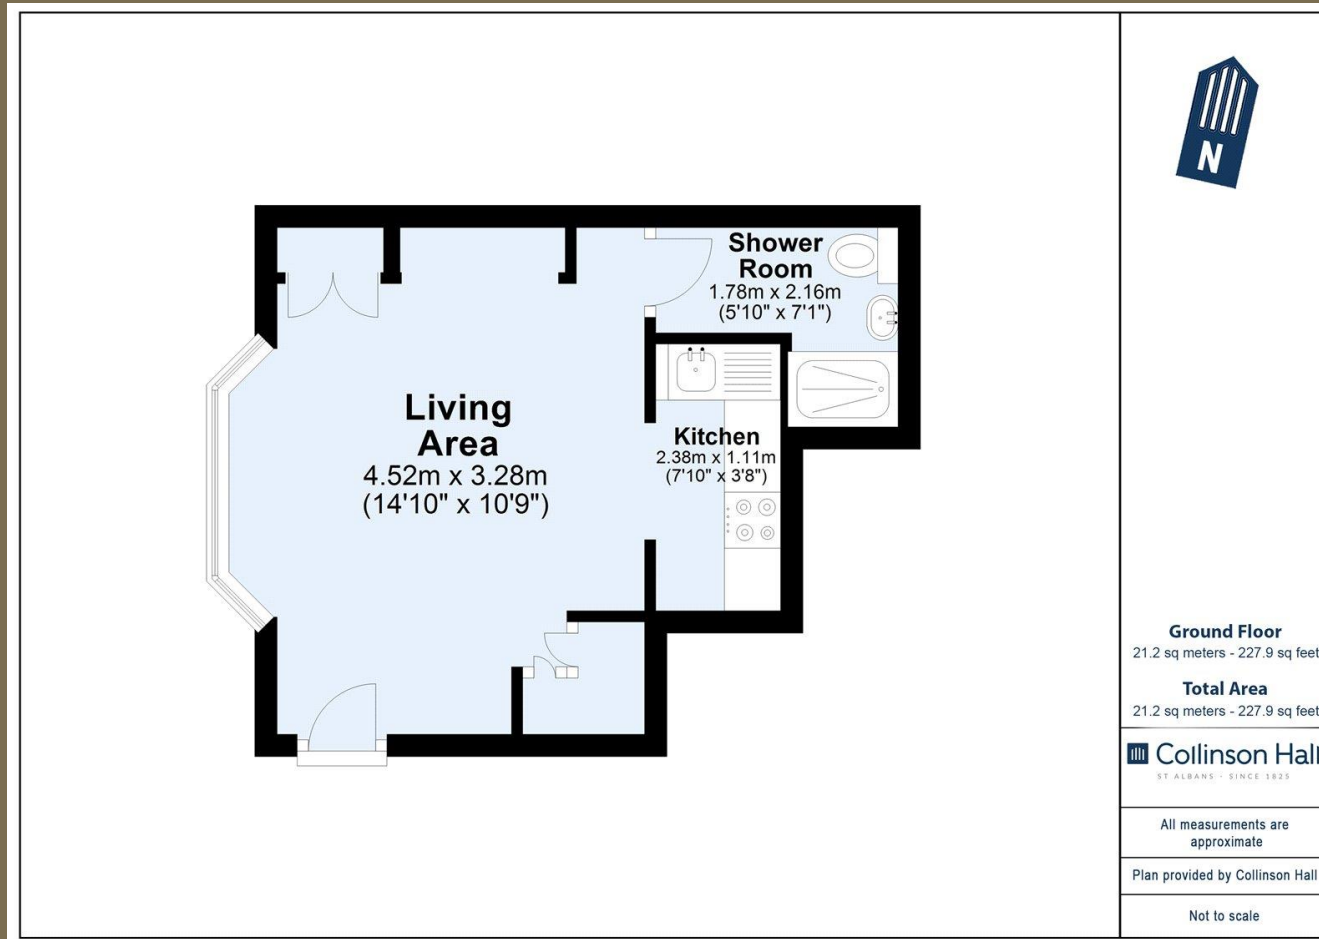 N
Shower
Room
1.78m x 2.16m
(5'10" x 7'1")
Living
Area
4.52m x 3.28m
(14'10" x 10'9")
Kitchen
2.38m x 1.11m
(7'10" x 3'8")
Ground Floor
21.2 sq meters - 227.9 sq feet
Total Area
21.2 sq meters - 227.9 sq feet
Collinson Hall
ST ALBANS - SINCE 1825
All measurements are
approximate
Plan provided by Collinson Hall
Not to scale